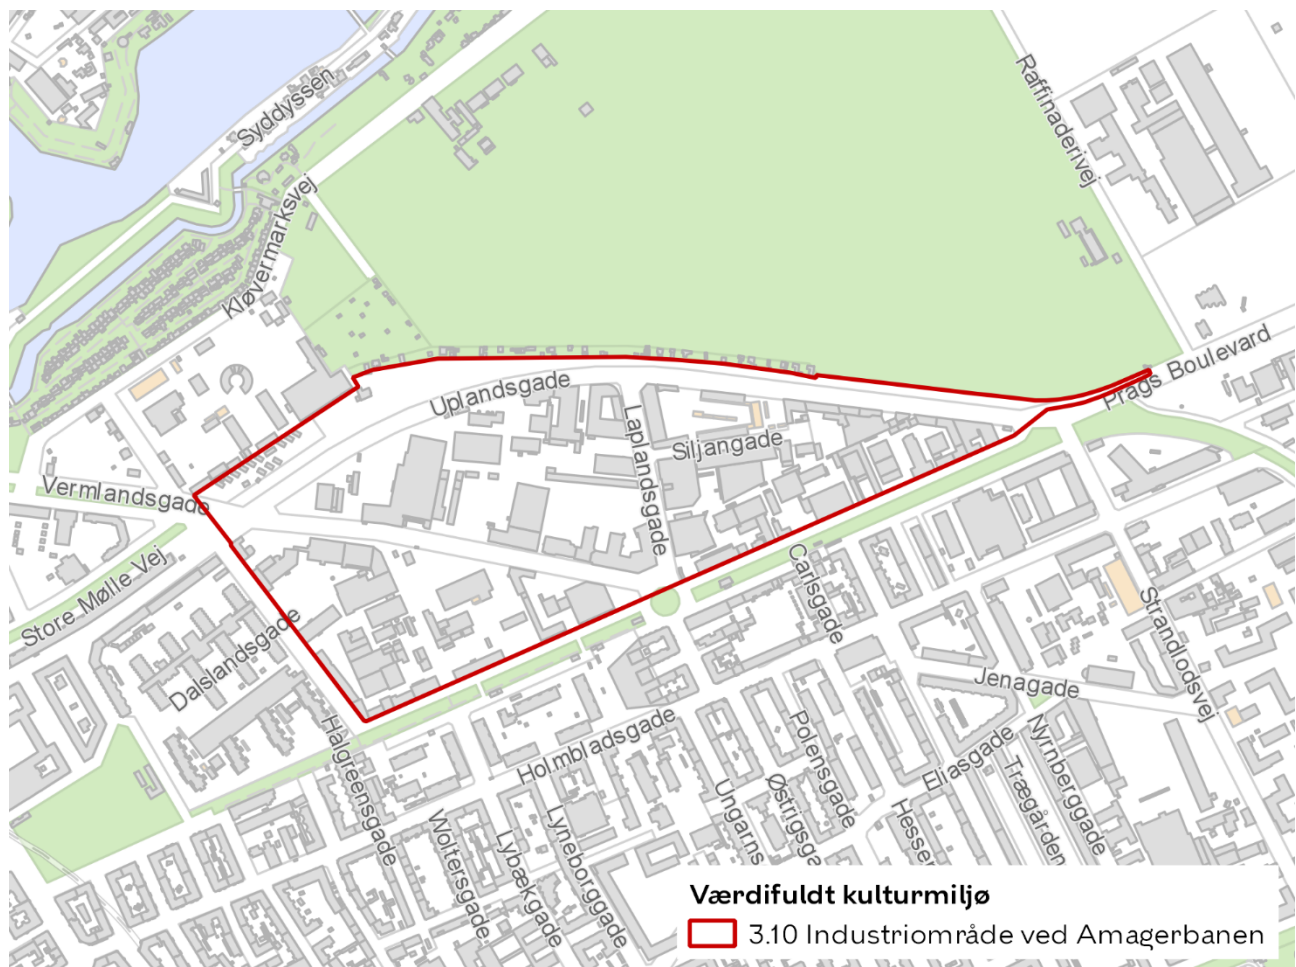 Syddyssen
Raffinaderivej
Kløvermarksvej
Prags Boulevard
Uplandsgade
Laplandsgade
Siljangade
Vermlandsgade
Store Mølle Vej
Carlsgade
Strandlodsvej
Dalslandsgade
Jenagade
Halgreensgade
Holmbladsgade
Polensgade
Eliasgade
Nyrnberggade
Trægården
Ungarns
Østrigsga
Hesser
Woltersgade
Lybækgade
Lyneborggade
Værdifuldt kulturmiljø
3.10 Industriområde ved Amagerbanen